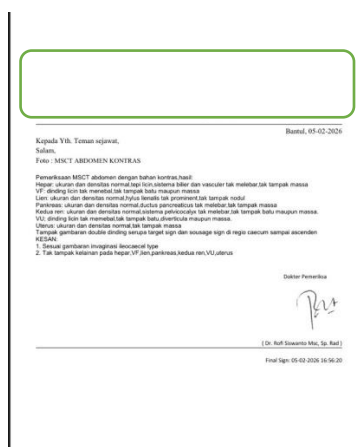 Bantul, 05-02-2026
Kepada Yth. Teman sejawat,
Salam,
Foto : MSCT ABDOMEN KONTRAS
Pemeriksaan MSCT abdomen dengan bahan kontras,hasil:
Hepar: ukuran dan densitas normal,tepi licin,sistema bilier dan vasculer tak melebar,tak tampak massa
VF: dinding licin tak menebal,tak tampak batu maupun massa
Lien: ukuran dan densitas normal,hylus lienalis tak prominent,tak tampak nodul
Pankreas: ukuran dan densitas normal,ductus pancreaticus tak melebar,tak tampak massa
Kedua ren: ukuran dan densitas normal,sistema pelvicocalyx tak melebar,tak tampak batu maupun massa.
VU; dinding licin tak memebal,tak tampak batu,diverticula maupun massa.
Uterus: ukuran dan densitas normal,tak tampak massa
Tampak gambaran double dinding serupa target sign dan sousage sign di regio caecum sampai ascenden
KESAN:
1. Sesuai gambaran invaginasi ileocaecal type
2. Tak tampak kelainan pada hepar,VF,lien,pankreas,kedua ren,VU,uterus
Dokter Pemeriksa
( Dr. Rofi Siswanto Msc, Sp. Rad )
Final Sign: 05-02-2026 16:56:20